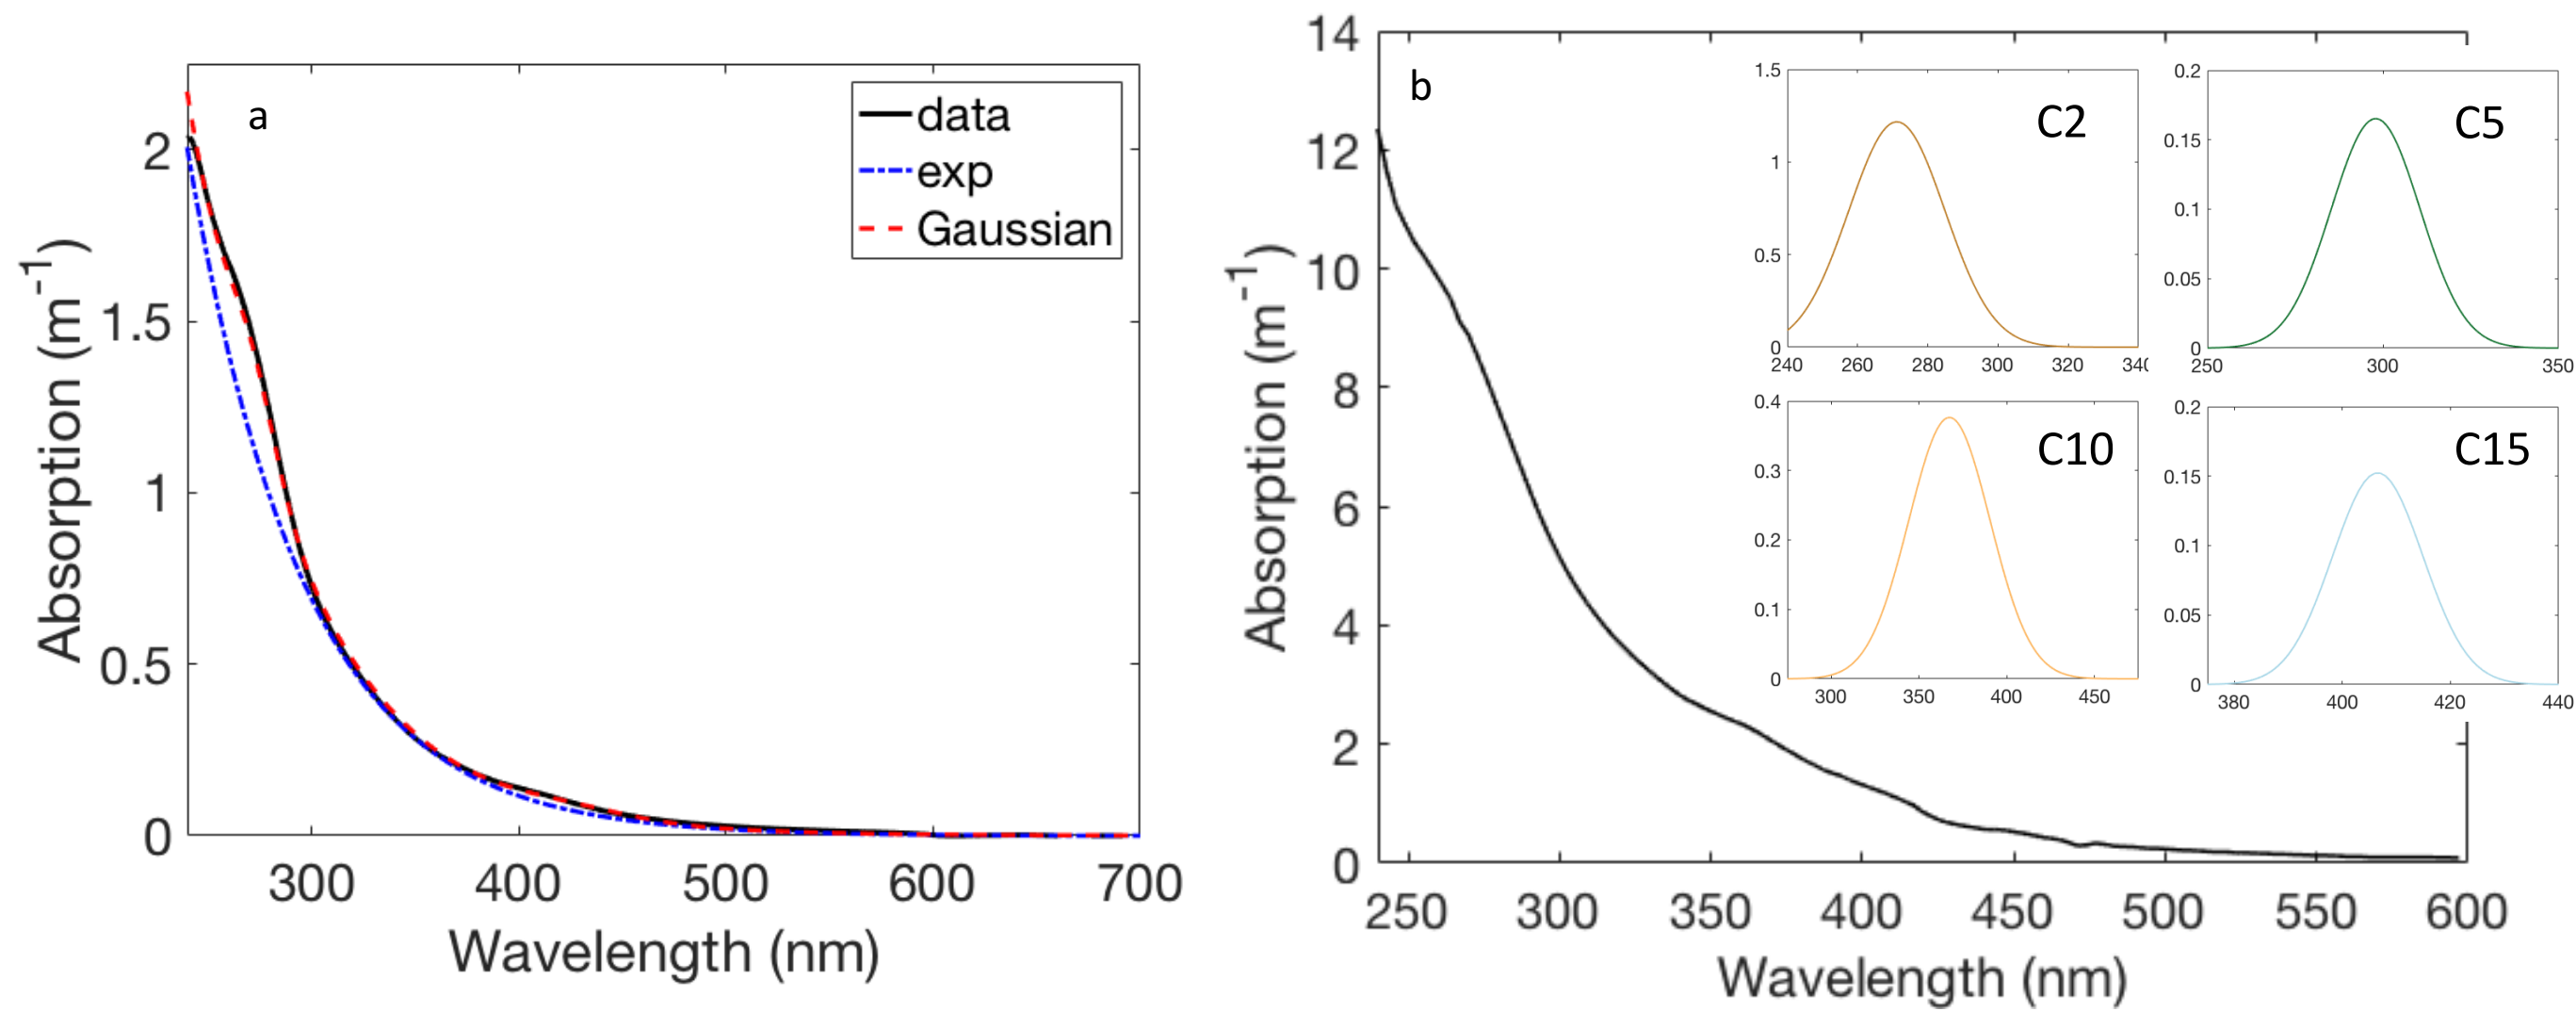 a
data
exp
Gaussian
2
1.5
1
0.5
0
300 400 500 600 700
Wavelength (nm)
Absorption (m⁻¹)
b
14
12
10
8
6
4
2
0
250 300 350 400 450 500 550 600
Wavelength (nm)
Absorption (m⁻¹)
C2
1.5
1
0.5
0
240 260 280 300 320 340
C5
0.2
0.15
0.1
0.05
0
250 300 350
C10
0.4
0.3
0.2
0.1
0
300 350 400 450
C15
0.2
0.15
0.1
0.05
0
380 400 420 440